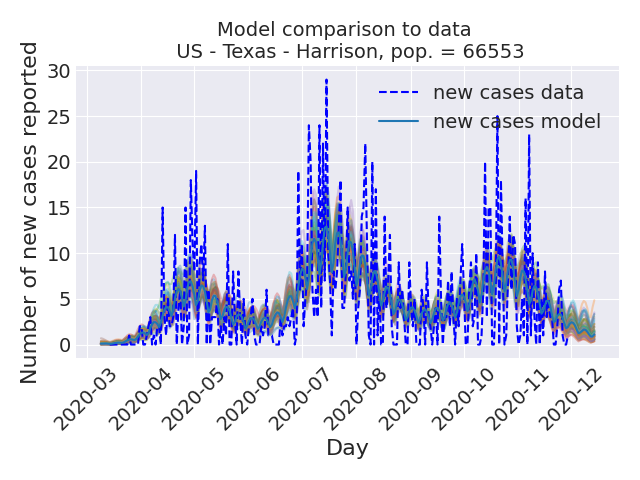 Model comparison to data
US - Texas - Harrison, pop. = 66553
Number of new cases reported
30
25
20
15
10
5
0
new cases data
new cases model
2020-03
2020-04
2020-05
2020-06
2020-07
2020-08
2020-09
2020-10
2020-11
2020-12
Day